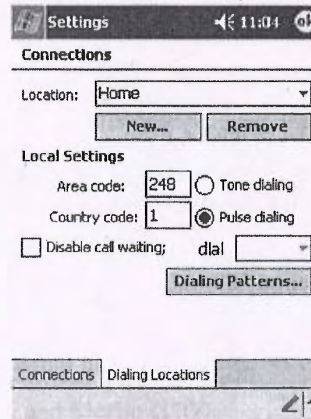 Settings 11:04 ok
Connections
Location: Home
New... Remove
Local Settings
Area code: 248 Tone dialing
Country code: 1 Pulse dialing
Disable call waiting; dial
Dialing Patterns...
Connections Dialing Locations